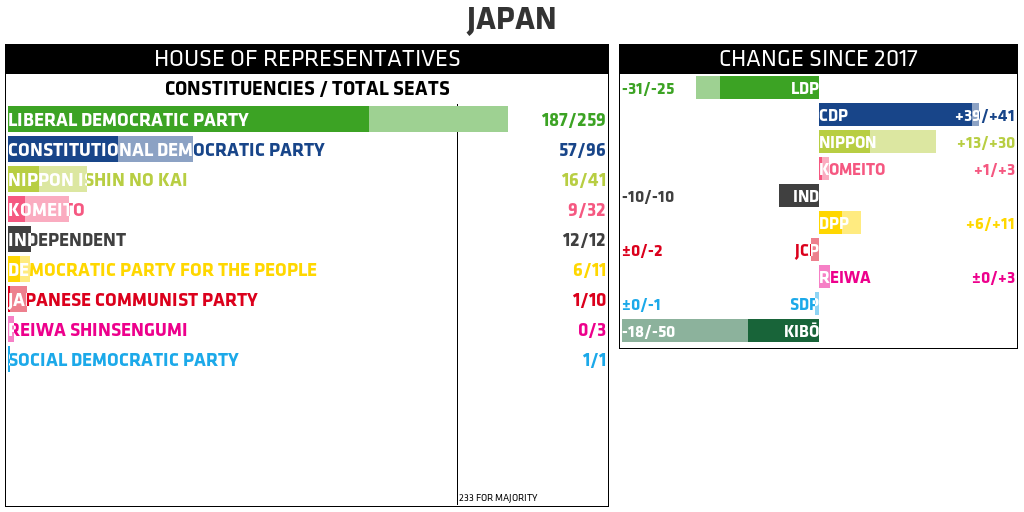 JAPAN
HOUSE OF REPRESENTATIVES
CONSTITUENCIES / TOTAL SEATS
LIBERAL DEMOCRATIC PARTY 187/259
CONSTITUTIONAL DEMOCRATIC PARTY 57/96
NIPPON ISHIN NO KAI 16/41
KOMEITO 9/32
INDEPENDENT 12/12
DEMOCRATIC PARTY FOR THE PEOPLE 6/11
JAPANESE COMMUNIST PARTY 1/10
REIWA SHINSENGUMI 0/3
SOCIAL DEMOCRATIC PARTY 1/1
233 FOR MAJORITY
CHANGE SINCE 2017
-31/-25 LDP
CDP +39/+41
NIPPON +13/+30
KOMEITO +1/+3
-10/-10 IND
DPP +6/+11
±0/-2 JCP
REIWA ±0/+3
±0/-1 SDP
-18/-50 KIBŌ